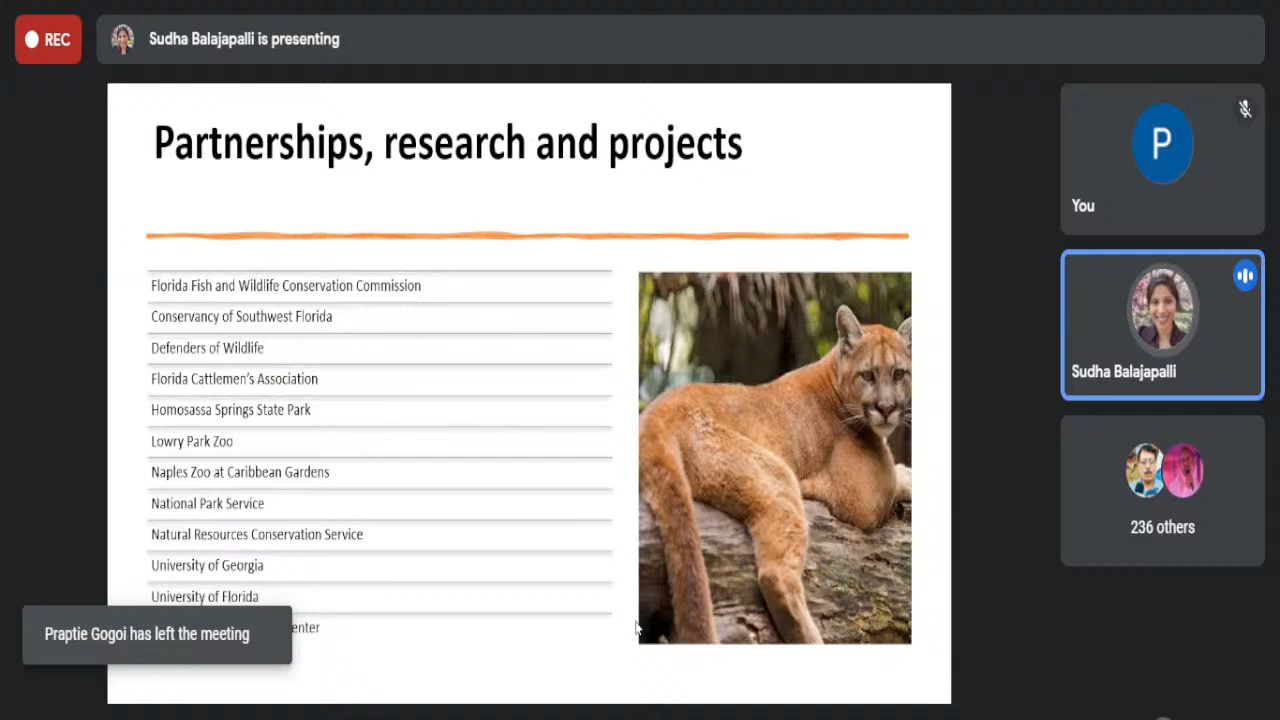 REC
Sudha Balajapalli is presenting
Partnerships, research and projects
Florida Fish and Wildlife Conservation Commission
Conservancy of Southwest Florida
Defenders of Wildlife
Florida Cattlemen's Association
Homosassa Springs State Park
Lowry Park Zoo
Naples Zoo at Caribbean Gardens
National Park Service
Natural Resources Conservation Service
University of Georgia
University of Florida
Praptie Gogoi has left the meeting
P
You
Sudha Balajapalli
236 others